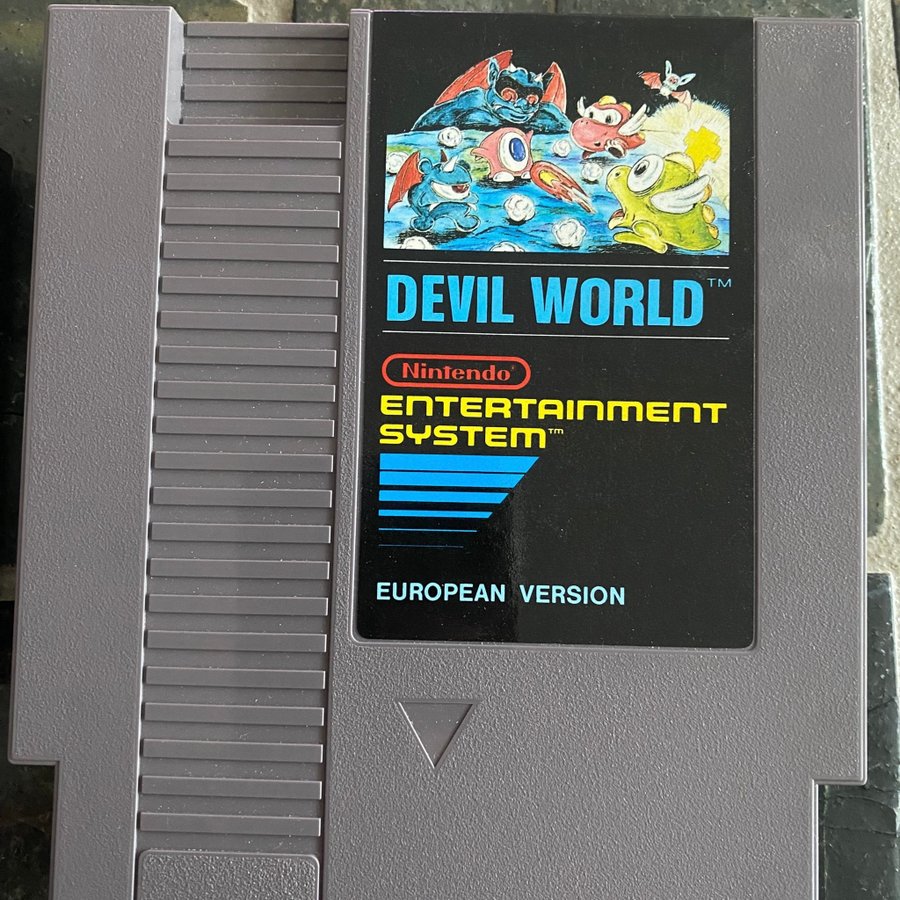 DEVIL WORLD™
Nintendo®
ENTERTAINMENT
SYSTEM™
EUROPEAN VERSION